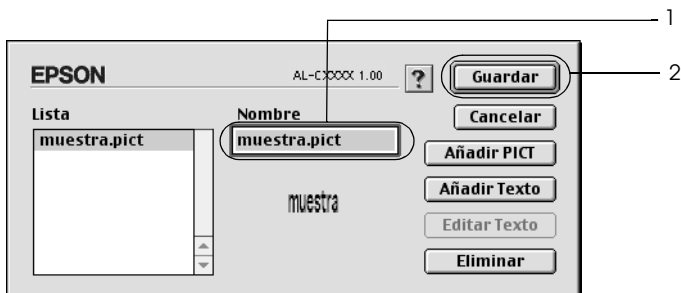 1
EPSON
AL-CXXXX 1.00
?
Guardar
2
Lista
Nombre
Cancelar
muestra.pict
muestra.pict
Añadir PICT
muestra
Añadir Texto
Editar Texto
Eliminar